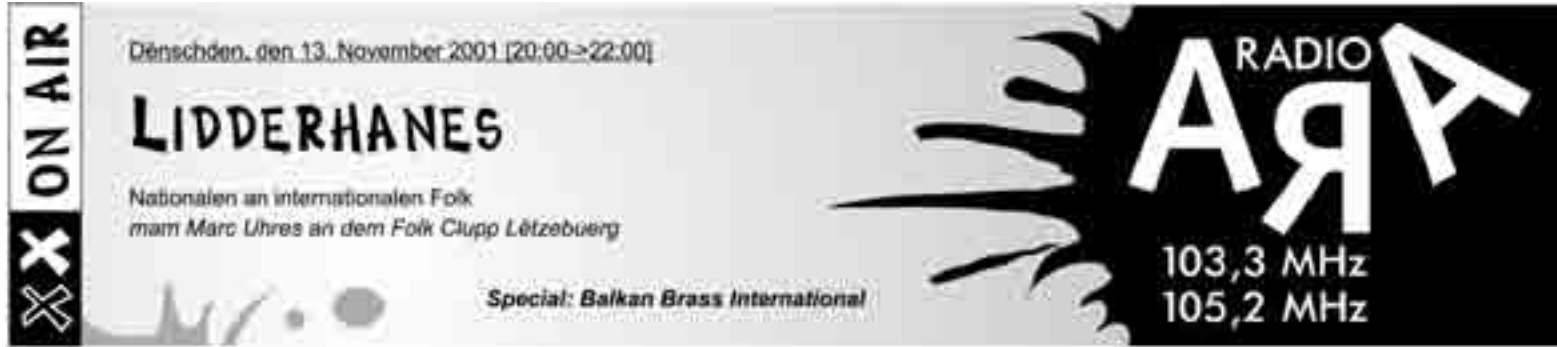 ON AIR
Dënschden, den 13. November 2001 [20:00->22:00]
LIDDERHANES
Nationalen an internationalen Folk
mam Marc Uhres an dem Folk Clupp Lëtzebuerg
Special: Balkan Brass International
RADIO
ARA
103,3 MHz
105,2 MHz